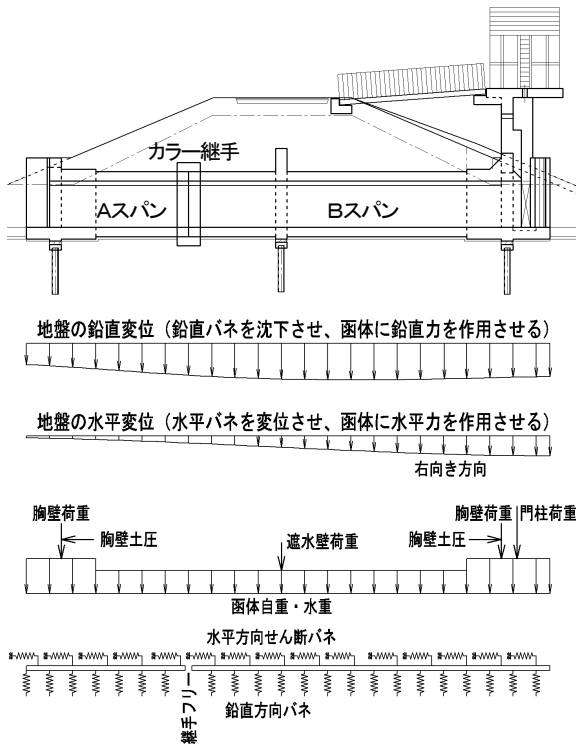 カラー継手
Aスパン
Bスパン
地盤の鉛直変位（鉛直バネを沈下させ、函体に鉛直力を作用させる）
地盤の水平変位（水平バネを変位させ、函体に水平力を作用させる）
右向き方向
胸壁荷重
胸壁荷重
門柱荷重
胸壁土圧
遮水壁荷重
胸壁土圧
函体自重・水重
水平方向せん断バネ
継手フリー
鉛直方向バネ